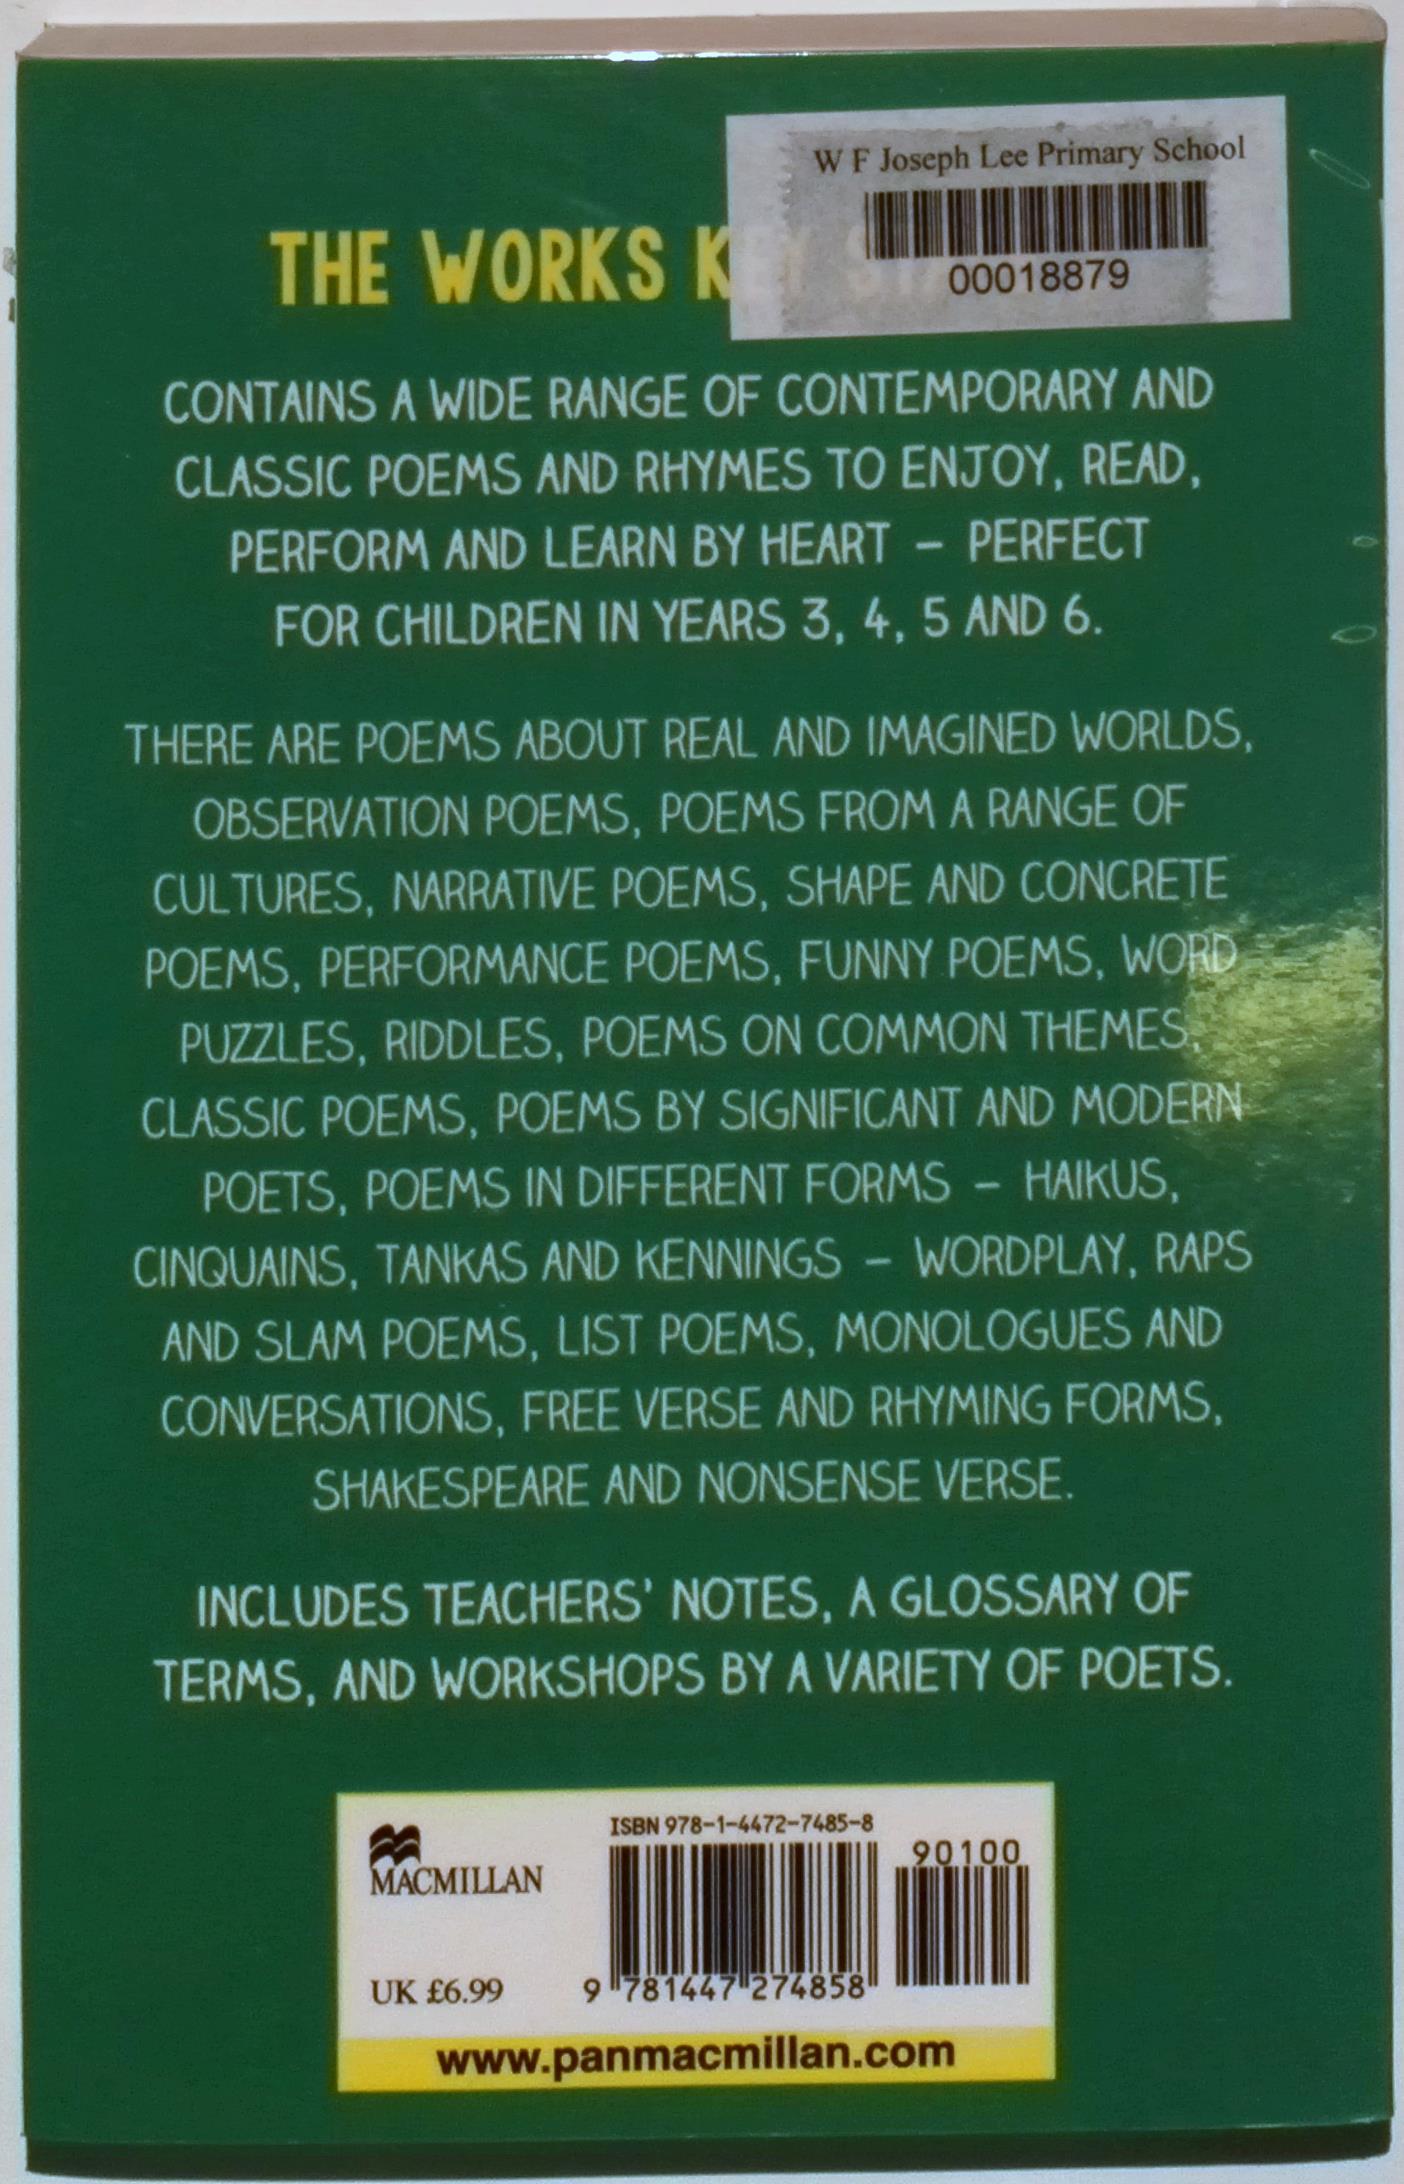 W F Joseph Lee Primary School
00018879
THE WORKS KEY
CONTAINS A WIDE RANGE OF CONTEMPORARY AND
CLASSIC POEMS AND RHYMES TO ENJOY, READ,
PERFORM AND LEARN BY HEART – PERFECT
FOR CHILDREN IN YEARS 3, 4, 5 AND 6.
THERE ARE POEMS ABOUT REAL AND IMAGINED WORLDS,
OBSERVATION POEMS, POEMS FROM A RANGE OF
CULTURES, NARRATIVE POEMS, SHAPE AND CONCRETE
POEMS, PERFORMANCE POEMS, FUNNY POEMS, WORD
PUZZLES, RIDDLES, POEMS ON COMMON THEMES,
CLASSIC POEMS, POEMS BY SIGNIFICANT AND MODERN
POETS, POEMS IN DIFFERENT FORMS – HAIKUS,
CINQUAINS, TANKAS AND KENNINGS – WORDPLAY, RAPS
AND SLAM POEMS, LIST POEMS, MONOLOGUES AND
CONVERSATIONS, FREE VERSE AND RHYMING FORMS,
SHAKESPEARE AND NONSENSE VERSE.
INCLUDES TEACHERS' NOTES, A GLOSSARY OF
TERMS, AND WORKSHOPS BY A VARIETY OF POETS.
MACMILLAN
UK £6.99
ISBN 978-1-4472-7485-8
90100
9 781447 274858
www.panmacmillan.com